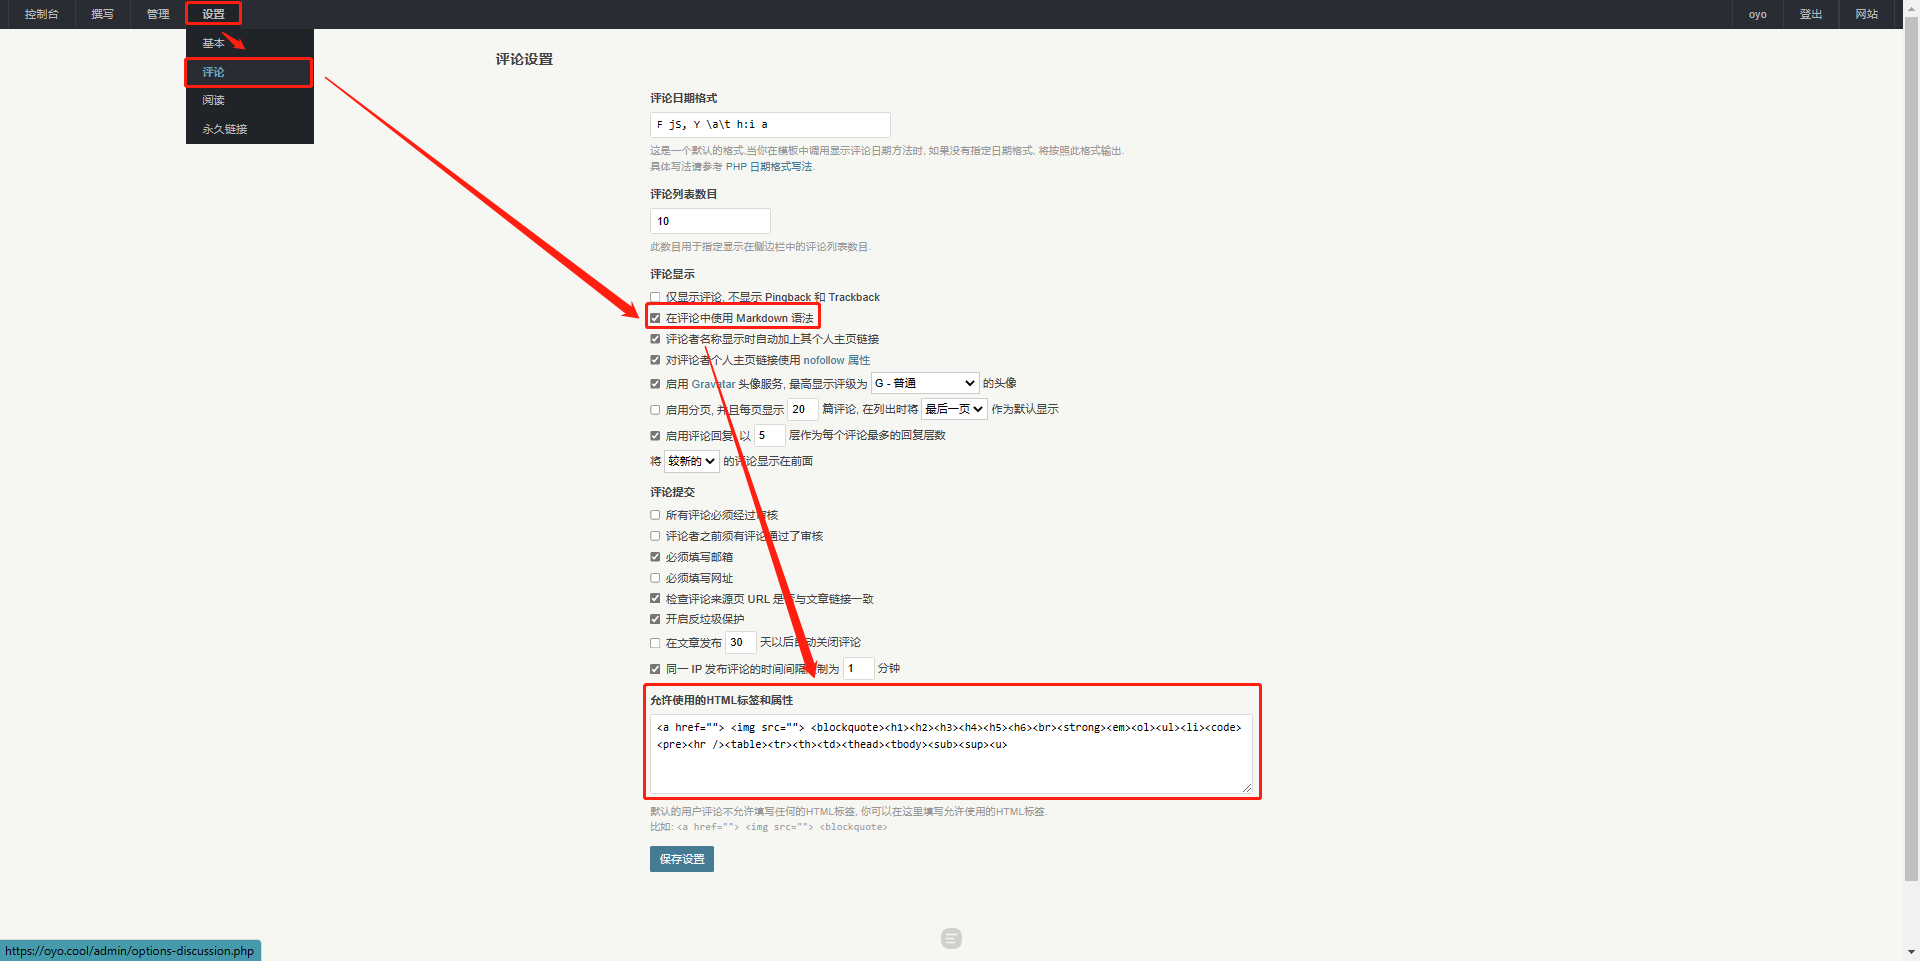 控制台 撰写 管理 设置 oyo 登出 网站
基本
评论
阅读
永久链接
评论设置
评论日期格式
F jS, Y \a\t h:i a
这是一个默认的格式,当你在模板中调用显示评论日期方法时, 如果没有指定日期格式, 将按照此格式输出.
具体写法请参考 PHP 日期格式写法.
评论列表数目
10
此数目用于指定显示在侧边栏中的评论列表数目.
评论显示
仅显示评论, 不显示 Pingback 和 Trackback
在评论中使用 Markdown 语法
评论者名称显示时自动加上其个人主页链接
对评论者个人主页链接使用 nofollow 属性
启用 Gravatar 头像服务, 最高显示评级为 G - 普通 的头像
启用分页, 并且每页显示 20 篇评论, 在列出时将 最后一页 作为默认显示
启用评论回复, 以 5 层作为每个评论最多的回复层数
将 较新的 的评论显示在前面
评论提交
所有评论必须经过审核
评论者之前须有评论通过了审核
必须填写邮箱
必须填写网址
检查评论来源页 URL 是否与文章链接一致
开启反垃圾保护
在文章发布 30 天以后自动关闭评论
同一 IP 发布评论的时间间隔限制为 1 分钟
允许使用的HTML标签和属性
<a href=""> <img src=""> <blockquote><h1><h2><h3><h4><h5><h6><br><strong><em><ol><ul><li><code>
<pre><hr /><table><tr><th><td><thead><tbody><sub><sup><u>
默认的用户评论不允许填写任何的HTML标签, 你可以在这里填写允许使用的HTML标签.
比如: <a href=""> <img src=""> <blockquote>
保存设置
https://oyo.cool/admin/options-discussion.php